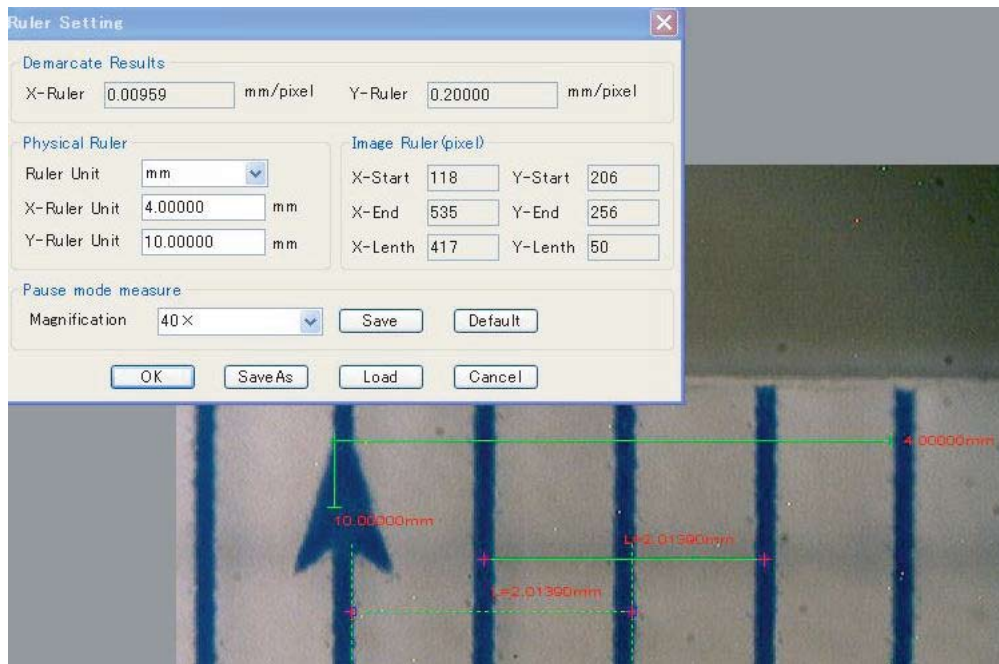 Ruler Setting
Demarcate Results
X-Ruler 0.00959 mm/pixel Y-Ruler 0.20000 mm/pixel
Physical Ruler
Ruler Unit mm
X-Ruler Unit 4.00000 mm
Y-Ruler Unit 10.00000 mm
Image Ruler(pixel)
X-Start 118 Y-Start 206
X-End 535 Y-End 256
X-Lenth 417 Y-Lenth 50
Pause mode measure
Magnification 40× Save Default
OK SaveAs Load Cancel
4.00000mm
10.00000mm
L=2.01390mm
L=2.01390mm